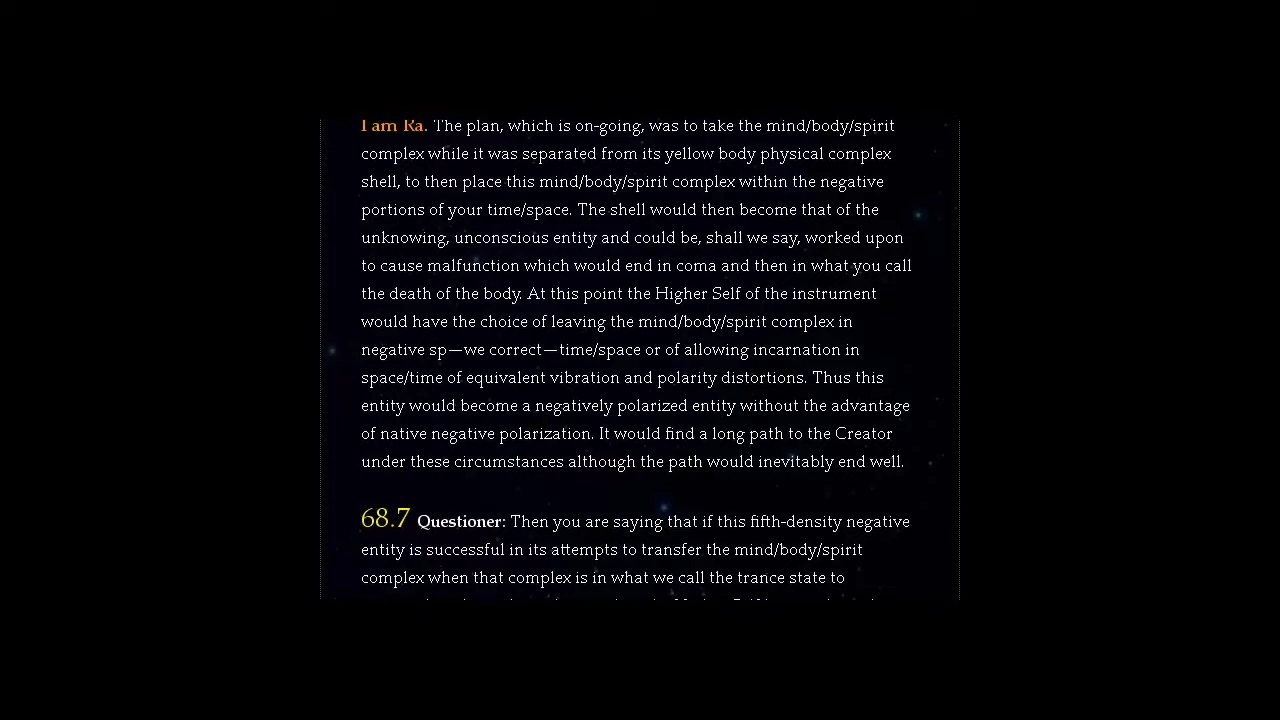 I am Ra. The plan, which is on-going, was to take the mind/body/spirit
complex while it was separated from its yellow body physical complex
shell, to then place this mind/body/spirit complex within the negative
portions of your time/space. The shell would then become that of the
unknowing, unconscious entity and could be, shall we say, worked upon
to cause malfunction which would end in coma and then in what you call
the death of the body. At this point the Higher Self of the instrument
would have the choice of leaving the mind/body/spirit complex in
negative sp—we correct—time/space or of allowing incarnation in
space/time of equivalent vibration and polarity distortions. Thus this
entity would become a negatively polarized entity without the advantage
of native negative polarization. It would find a long path to the Creator
under these circumstances although the path would inevitably end well.
68.7 Questioner: Then you are saying that if this fifth-density negative
entity is successful in its attempts to transfer the mind/body/spirit
complex when that complex is in what we call the trance state to